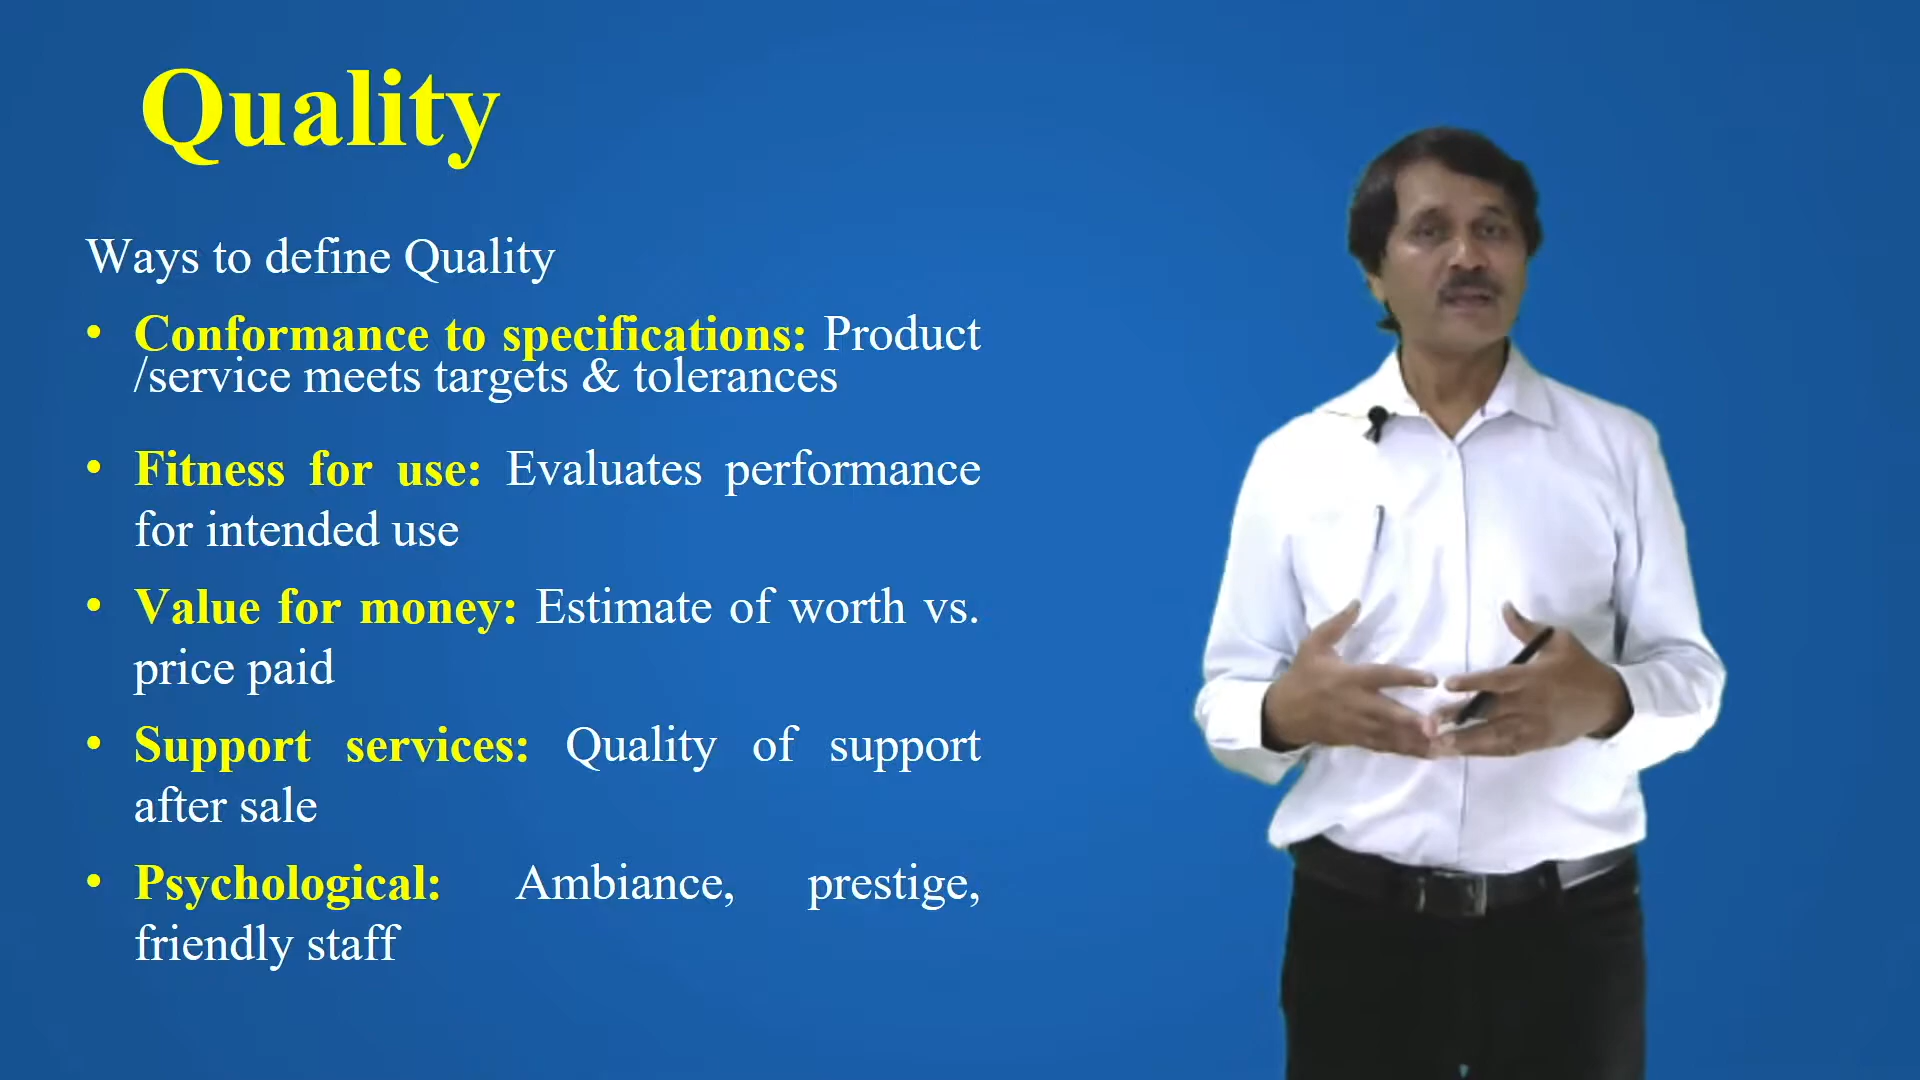 Quality
Ways to define Quality
• Conformance to specifications: Product
/service meets targets & tolerances
• Fitness for use: Evaluates performance
for intended use
• Value for money: Estimate of worth vs.
price paid
• Support services: Quality of support
after sale
• Psychological: Ambiance, prestige,
friendly staff